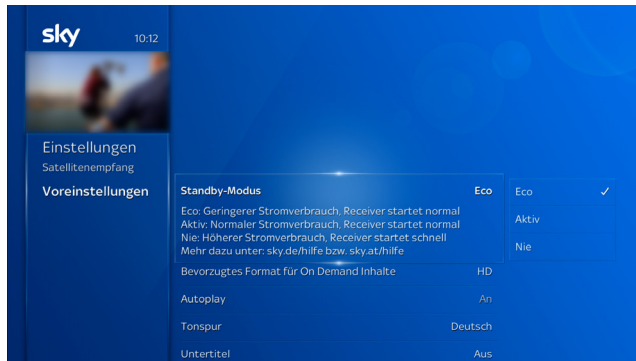 sky
10:12
Einstellungen
Satellitenempfang
Voreinstellungen
Standby-Modus Eco
Eco: Geringerer Stromverbrauch, Receiver startet normal
Aktiv: Normaler Stromverbrauch, Receiver startet normal
Nie: Höherer Stromverbrauch, Receiver startet schnell
Mehr dazu unter: sky.de/hilfe bzw. sky.at/hilfe
Eco
Aktiv
Nie
Bevorzugtes Format für On Demand Inhalte HD
Autoplay An
Tonspur Deutsch
Untertitel Aus